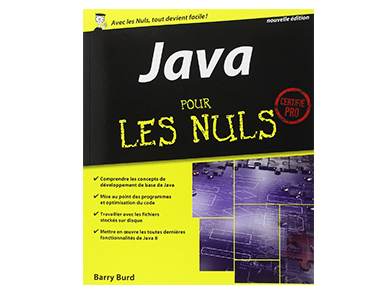 Avec les Nuls, tout devient facile !
nouvelle édition
Java
POUR
LES NULS
CERTIFIÉ
PRO
✓ Comprendre les concepts de
développement de base de Java
✓ Mise au point des programmes
et optimisation du code
✓ Travailler avec les fichiers
stockés sur disque
✓ Mettre en œuvre les toutes dernières
fonctionnalités de Java 8
Barry Burd